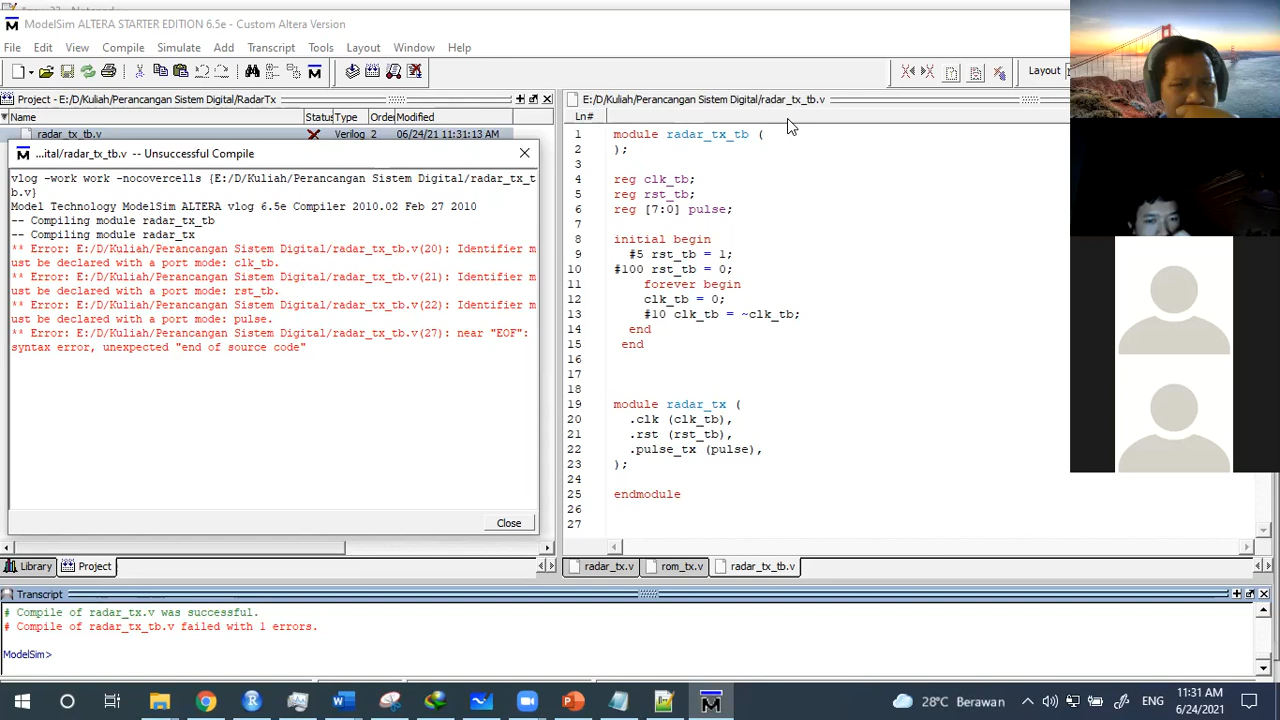 ModelSim ALTERA STARTER EDITION 6.5e - Custom Altera Version
File Edit View Compile Simulate Add Transcript Tools Layout Window Help
Layout
Project - E:/D/Kuliah/Perancangan Sistem Digital/RadarTx
Name Status Type Order Modified
radar_tx_tb.v Verilog 2 06/24/21 11:31:13 AM
...ital/radar_tx_tb.v -- Unsuccessful Compile
vlog -work work -nocovercells {E:/D/Kuliah/Perancangan Sistem Digital/radar_tx_t
b.v}
Model Technology ModelSim ALTERA vlog 6.5e Compiler 2010.02 Feb 27 2010
-- Compiling module radar_tx_tb
-- Compiling module radar_tx
** Error: E:/D/Kuliah/Perancangan Sistem Digital/radar_tx_tb.v(20): Identifier m
ust be declared with a port mode: clk_tb.
** Error: E:/D/Kuliah/Perancangan Sistem Digital/radar_tx_tb.v(21): Identifier m
ust be declared with a port mode: rst_tb.
** Error: E:/D/Kuliah/Perancangan Sistem Digital/radar_tx_tb.v(22): Identifier m
ust be declared with a port mode: pulse.
** Error: E:/D/Kuliah/Perancangan Sistem Digital/radar_tx_tb.v(27): near "EOF":
syntax error, unexpected "end of source code"
Close
Library Project
E:/D/Kuliah/Perancangan Sistem Digital/radar_tx_tb.v
Ln#
1 module radar_tx_tb (
2 );
3
4 reg clk_tb;
5 reg rst_tb;
6 reg [7:0] pulse;
7
8 initial begin
9 #5 rst_tb = 1;
10 #100 rst_tb = 0;
11 forever begin
12 clk_tb = 0;
13 #10 clk_tb = ~clk_tb;
14 end
15 end
16
17
18
19 module radar_tx (
20 .clk (clk_tb),
21 .rst (rst_tb),
22 .pulse_tx (pulse),
23 );
24
25 endmodule
26
27
radar_tx.v rom_tx.v radar_tx_tb.v
Transcript
# Compile of radar_tx.v was successful.
# Compile of radar_tx_tb.v failed with 1 errors.
ModelSim>
28°C Berawan ENG 11:31 AM
6/24/2021